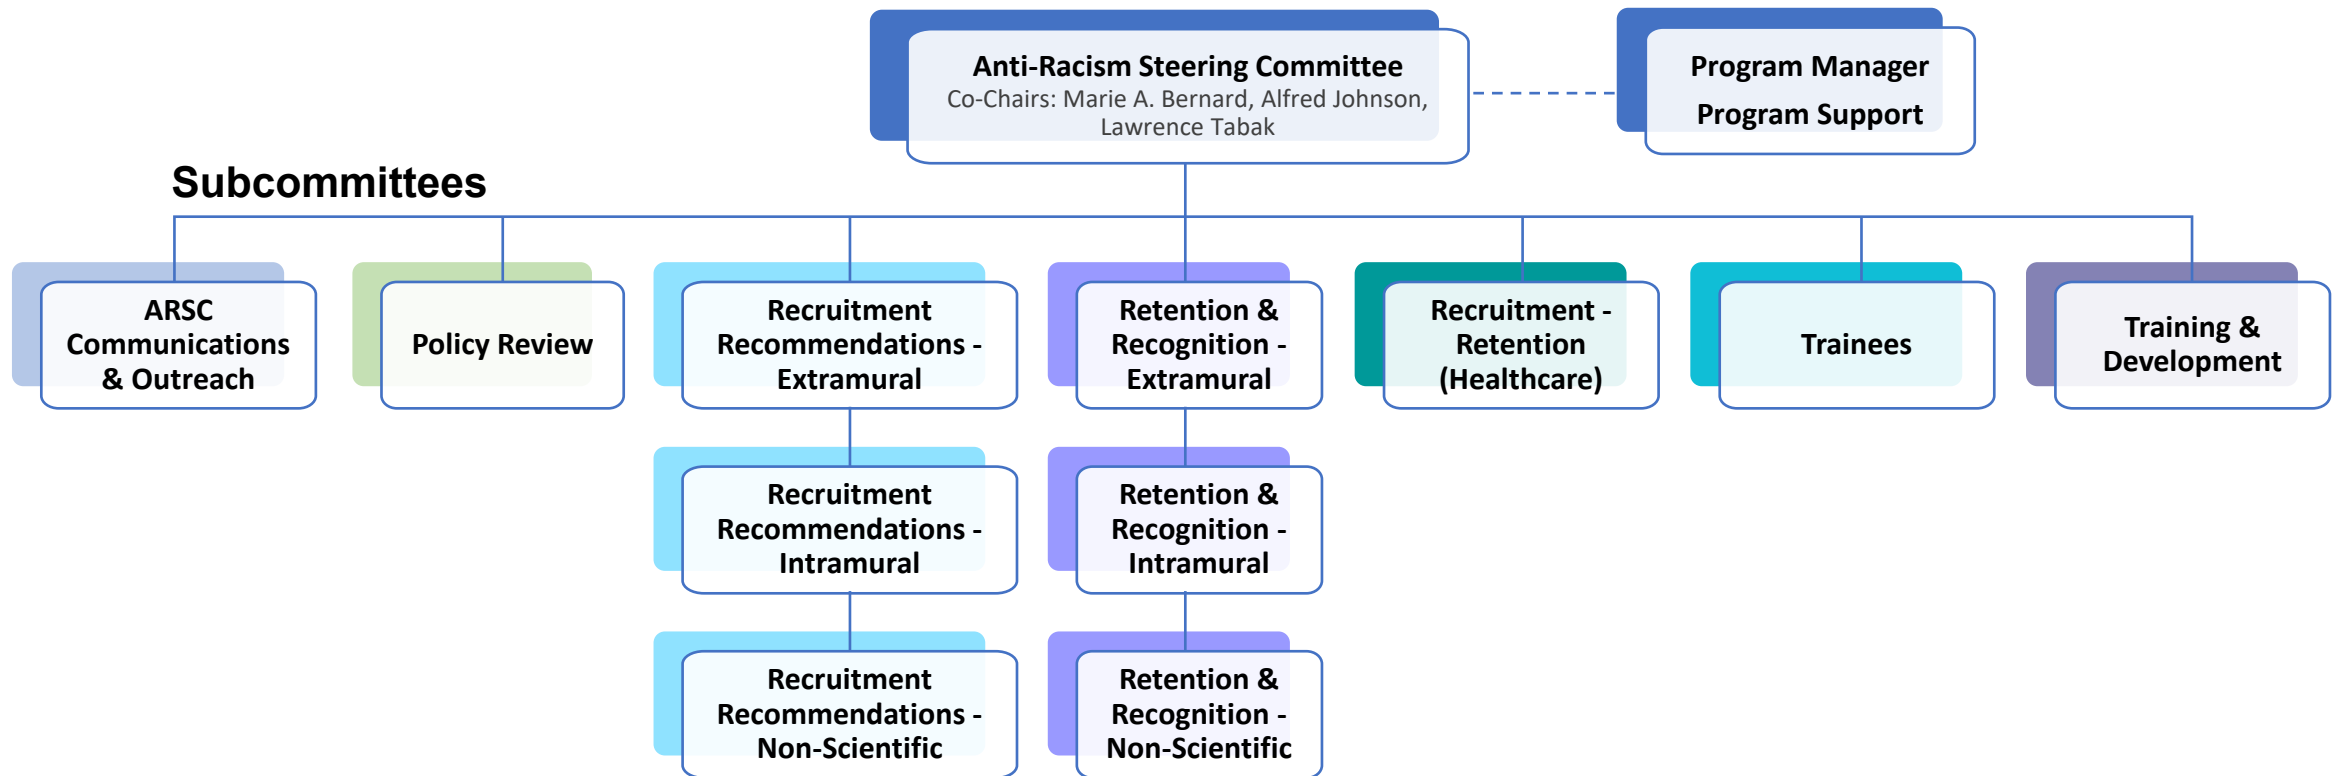 Anti-Racism Steering Committee
Co-Chairs: Marie A. Bernard, Alfred Johnson,
Lawrence Tabak
Program Manager
Program Support
Subcommittees
ARSC
Communications
& Outreach
Policy Review
Recruitment
Recommendations -
Extramural
Retention &
Recognition -
Extramural
Recruitment -
Retention
(Healthcare)
Trainees
Training &
Development
Recruitment
Recommendations -
Intramural
Retention &
Recognition -
Intramural
Recruitment
Recommendations -
Non-Scientific
Retention &
Recognition -
Non-Scientific